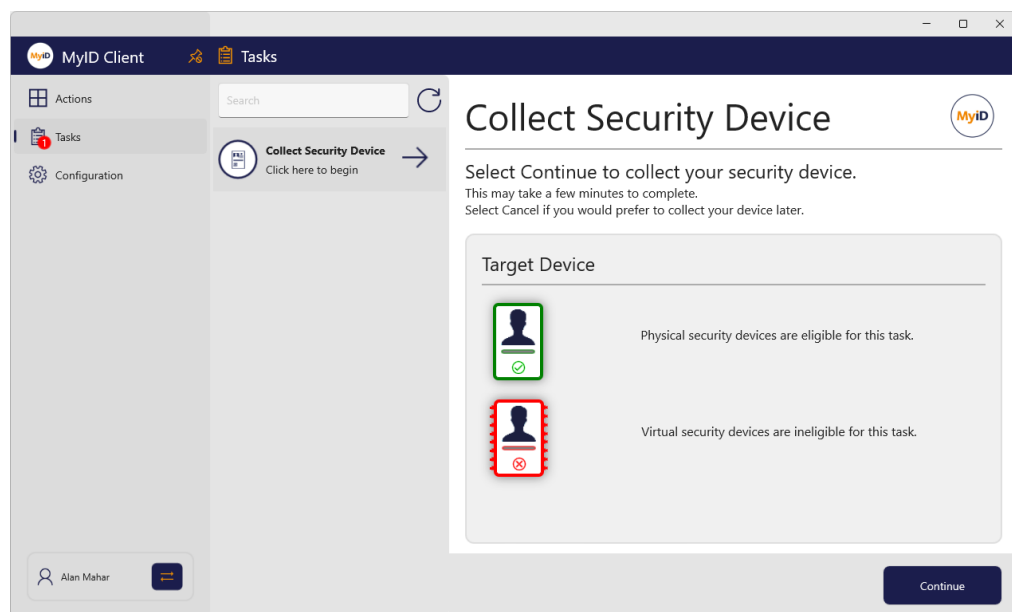 MyiD
MyID Client
Tasks
Actions
Tasks
1
Configuration
Search
Collect Security Device
Click here to begin
Collect Security Device
MyiD
Select Continue to collect your security device.
This may take a few minutes to complete.
Select Cancel if you would prefer to collect your device later.
Target Device
Physical security devices are eligible for this task.
Virtual security devices are ineligible for this task.
Alan Mahar
Continue